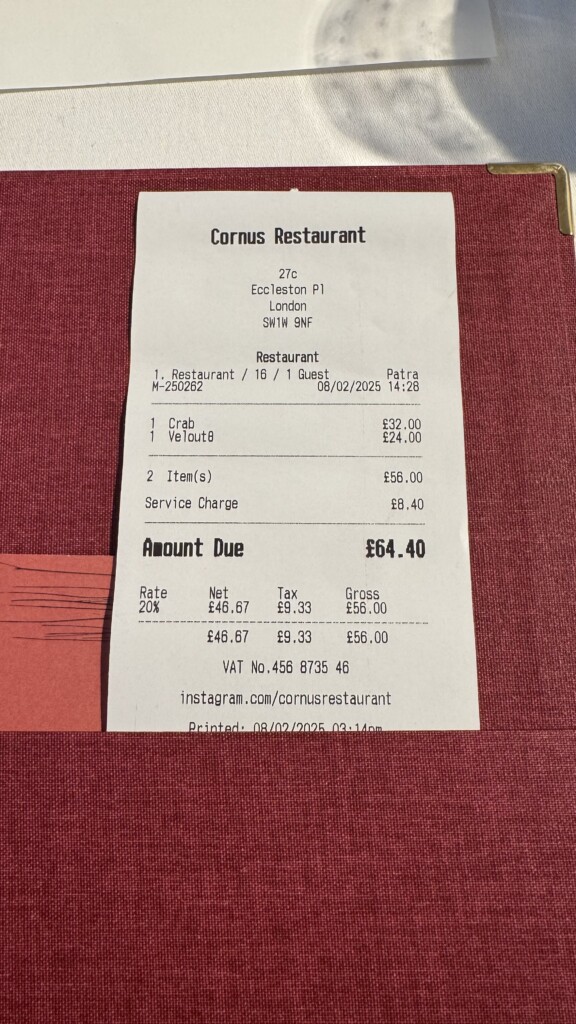 Cornus Restaurant
27c
Eccleston Pl
London
SW1W 9NF
Restaurant
1. Restaurant / 16 / 1 Guest Patra
M-250262 08/02/2025 14:28
1 Crab £32.00
1 Velout8 £24.00
2 Item(s) £56.00
Service Charge £8.40
Amount Due £64.40
Rate Net Tax Gross
20% £46.67 £9.33 £56.00
£46.67 £9.33 £56.00
VAT No.456 8735 46
instagram.com/cornusrestaurant
Printed: 08/02/2025 03:14pm